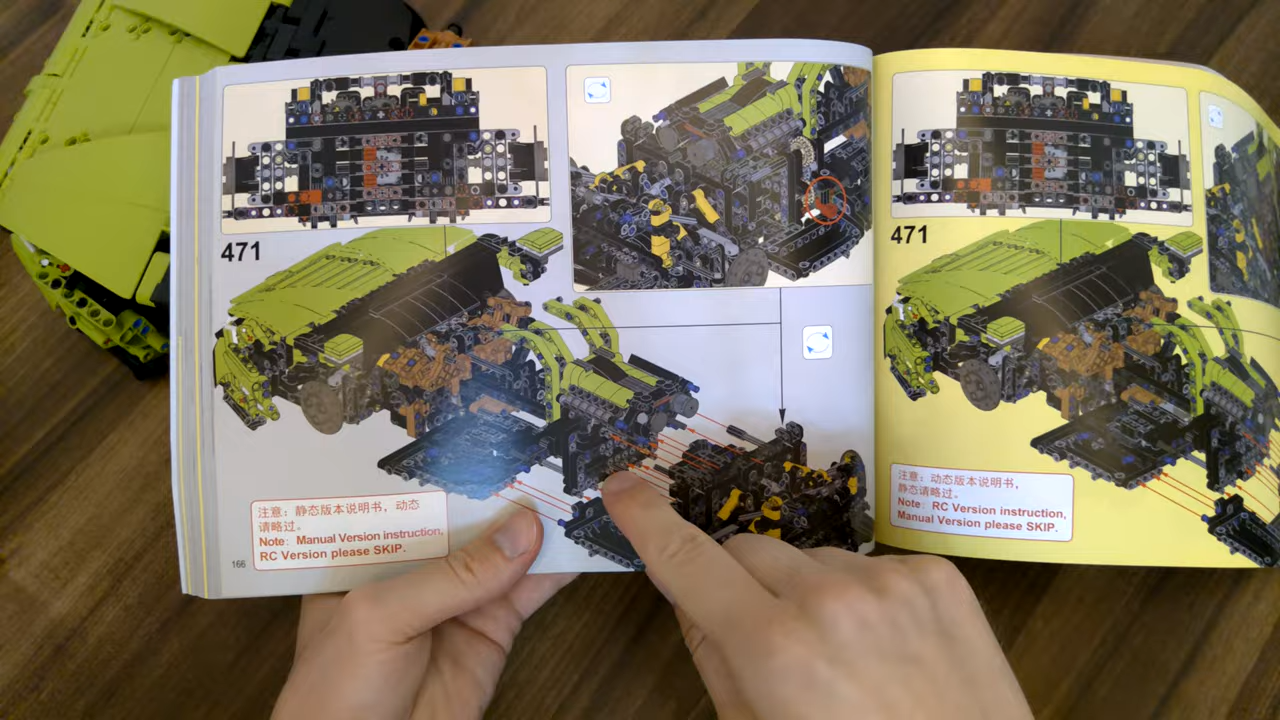 471
注意：静态版本说明书，动态
请略过。
Note: Manual Version instruction,
RC Version please SKIP.
166
471
注意：动态版本说明书，
静态请略过。
Note: RC Version instruction,
Manual Version please SKIP.